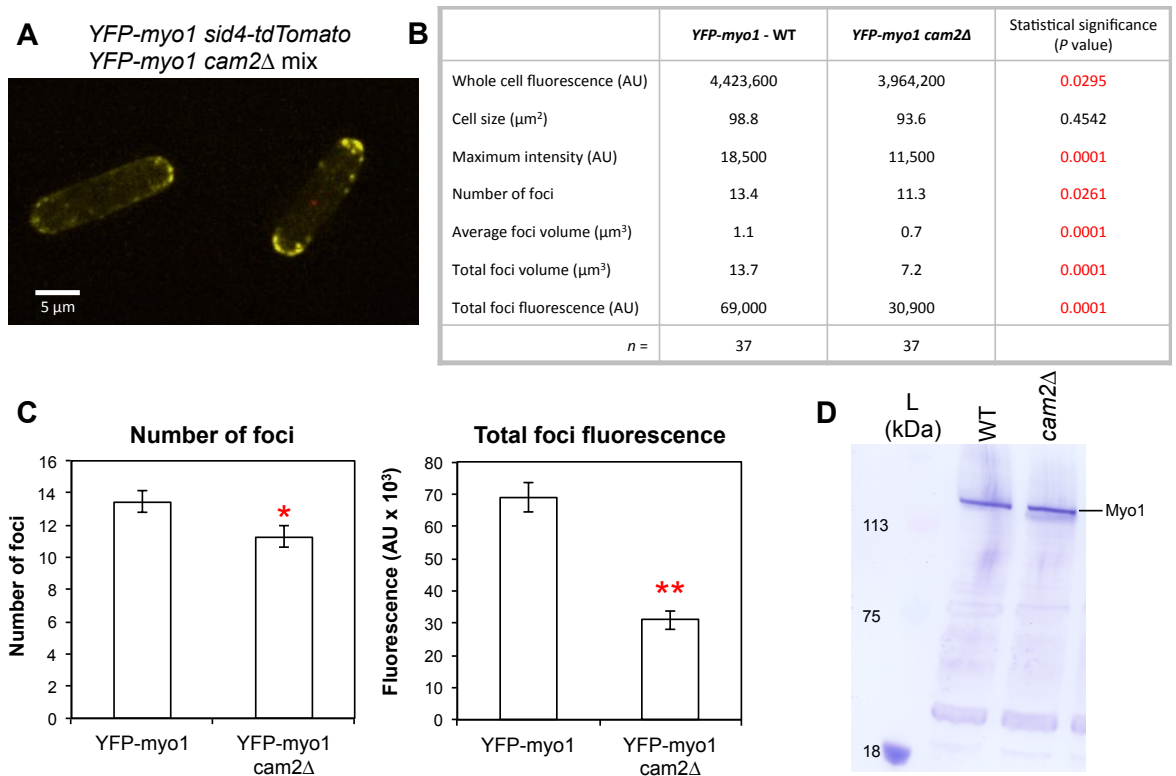 A
YFP-myo1 sid4-tdTomato
YFP-myo1 cam2Δ mix
5 μm
B
YFP-myo1 - WT YFP-myo1 cam2Δ Statistical significance
(P value)
Whole cell fluorescence (AU) 4,423,600 3,964,200 0.0295
Cell size (μm²) 98.8 93.6 0.4542
Maximum intensity (AU) 18,500 11,500 0.0001
Number of foci 13.4 11.3 0.0261
Average foci volume (μm³) 1.1 0.7 0.0001
Total foci volume (μm³) 13.7 7.2 0.0001
Total foci fluorescence (AU) 69,000 30,900 0.0001
n = 37 37
C
Number of foci
Number of foci
16
14
12
10
8
6
4
2
0
*
YFP-myo1
YFP-myo1
cam2Δ
Total foci fluorescence
Fluorescence (AU x 10³)
80
70
60
50
40
30
20
10
0
**
YFP-myo1
YFP-myo1
cam2Δ
D
L
(kDa)
WT
cam2Δ
113
75
18
Myo1